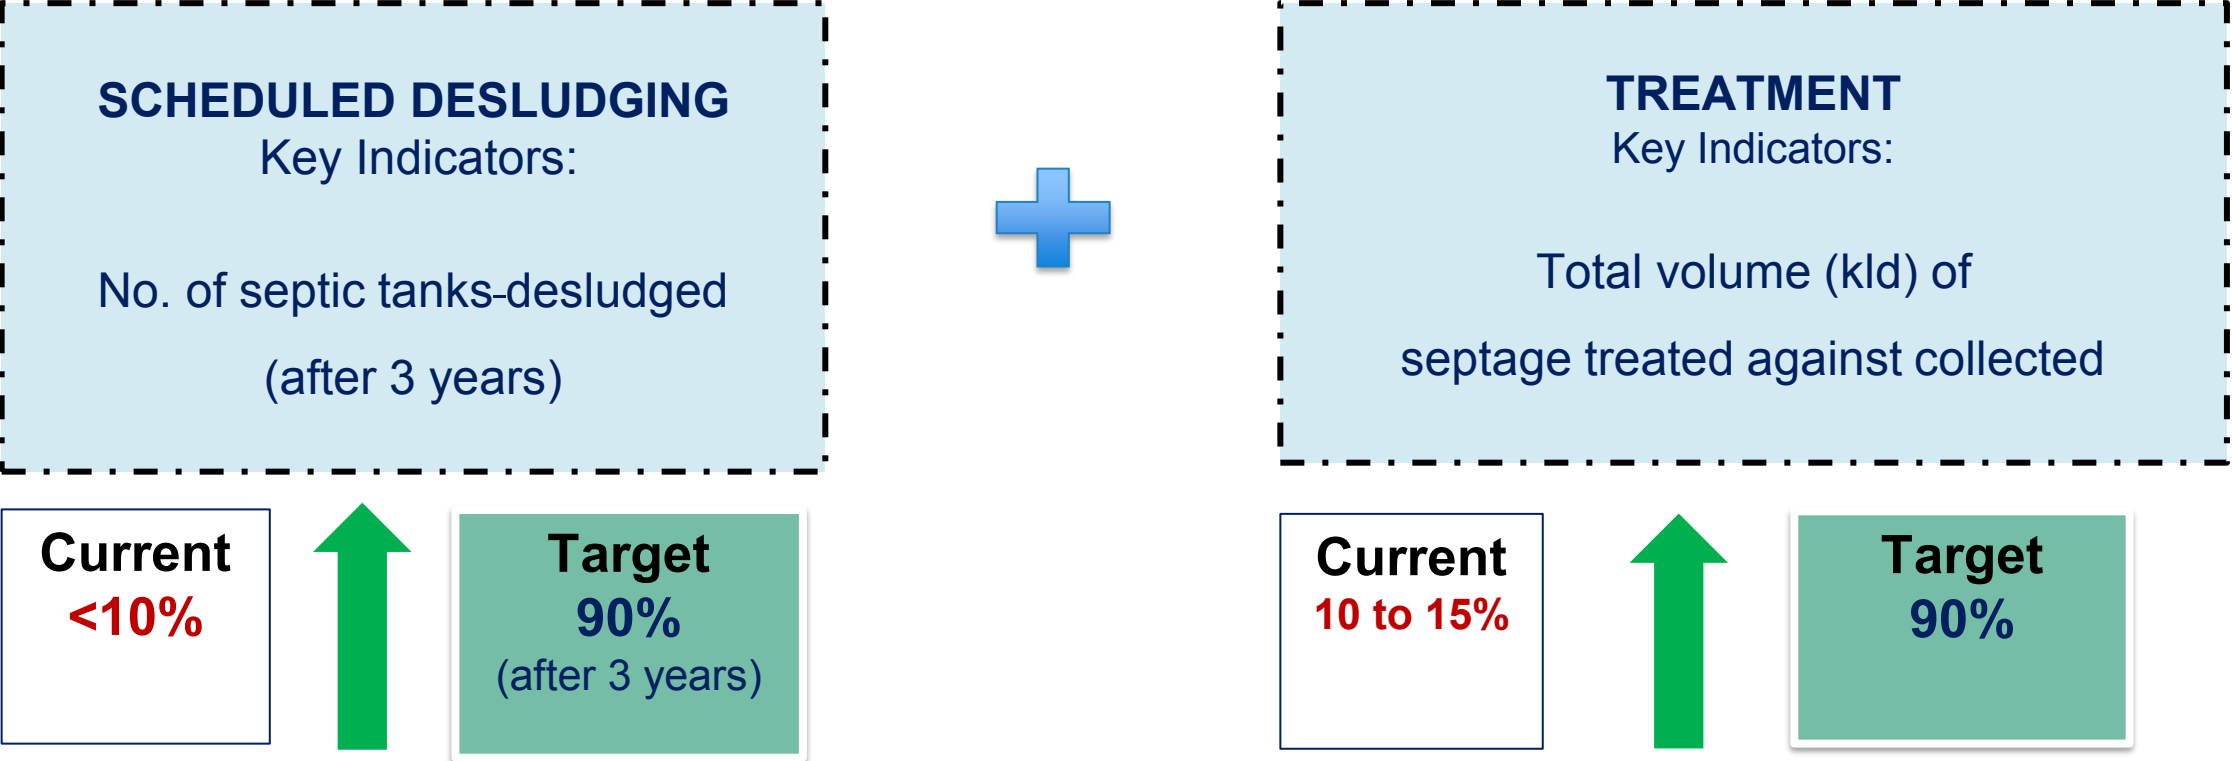 SCHEDULED DESLUDGING
Key Indicators:
No. of septic tanks-desludged
(after 3 years)
TREATMENT
Key Indicators:
Total volume (kld) of
septage treated against collected
Current
<10%
Target
90%
(after 3 years)
Current
10 to 15%
Target
90%